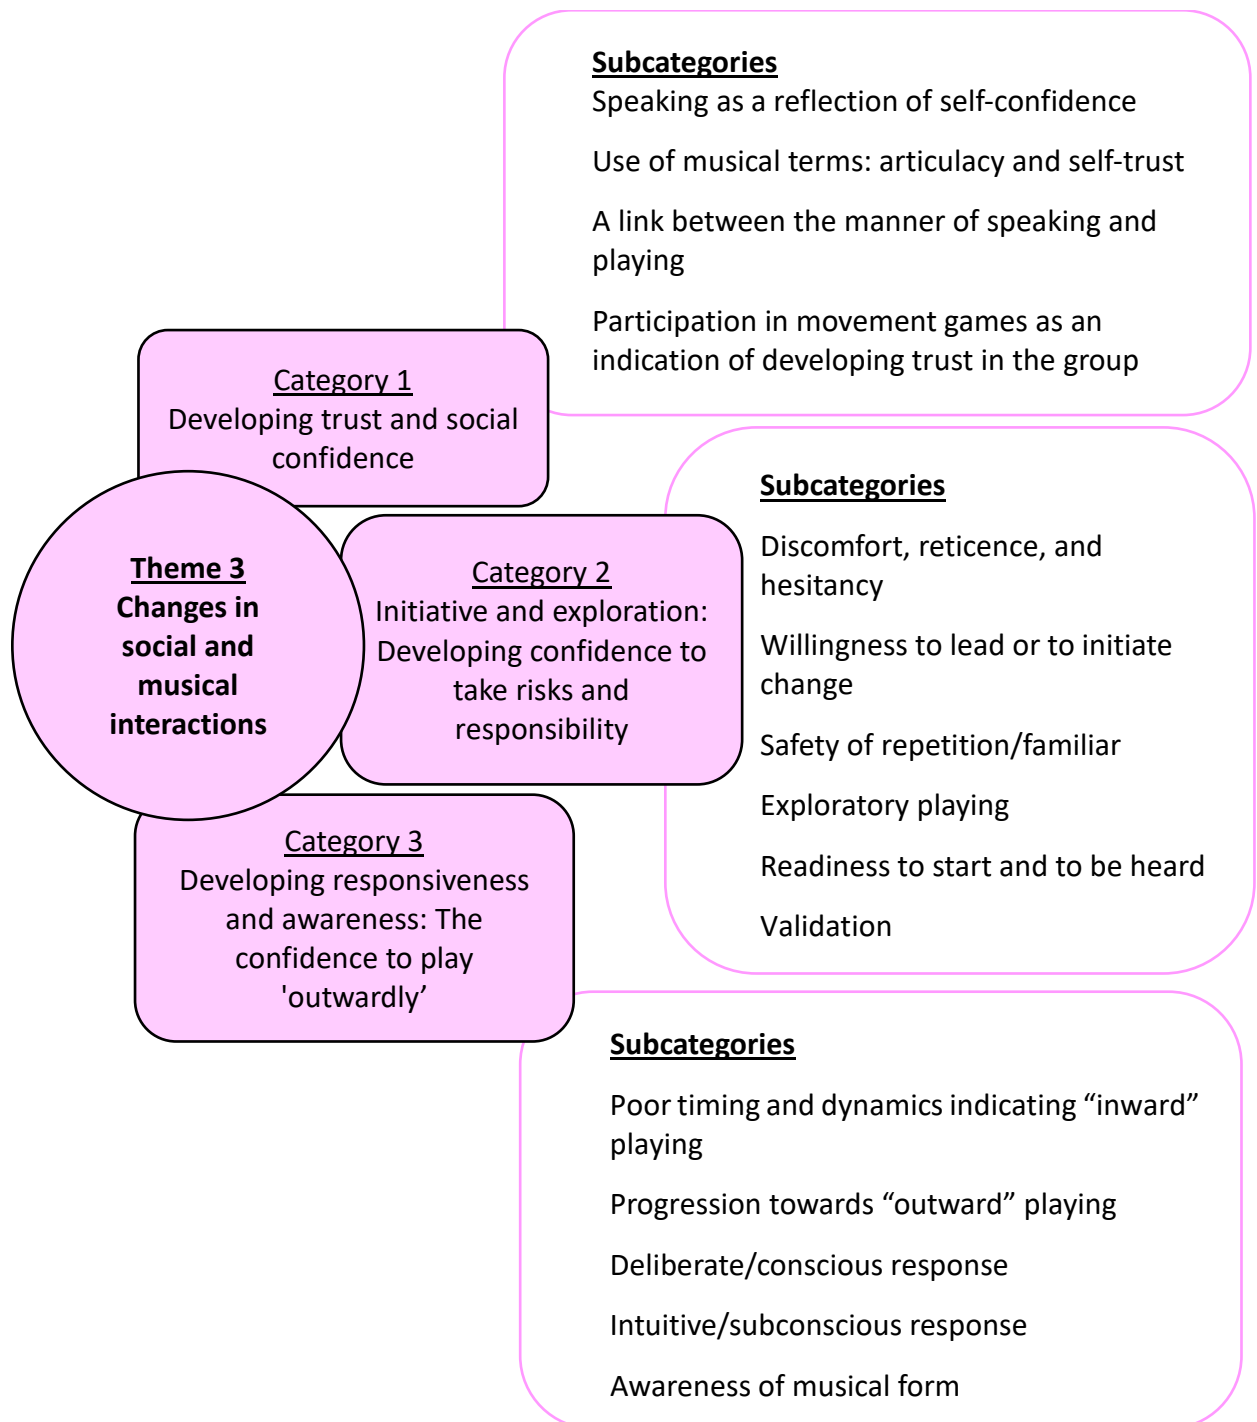 Subcategories
Speaking as a reflection of self-confidence
Use of musical terms: articulacy and self-trust
A link between the manner of speaking and
playing
Participation in movement games as an
indication of developing trust in the group
Category 1
Developing trust and social
confidence
Theme 3
Changes in
social and
musical
interactions
Category 2
Initiative and exploration:
Developing confidence to
take risks and
responsibility
Subcategories
Discomfort, reticence, and
hesitancy
Willingness to lead or to initiate
change
Safety of repetition/familiar
Exploratory playing
Readiness to start and to be heard
Validation
Category 3
Developing responsiveness
and awareness: The
confidence to play
'outwardly’
Subcategories
Poor timing and dynamics indicating “inward”
playing
Progression towards “outward” playing
Deliberate/conscious response
Intuitive/subconscious response
Awareness of musical form